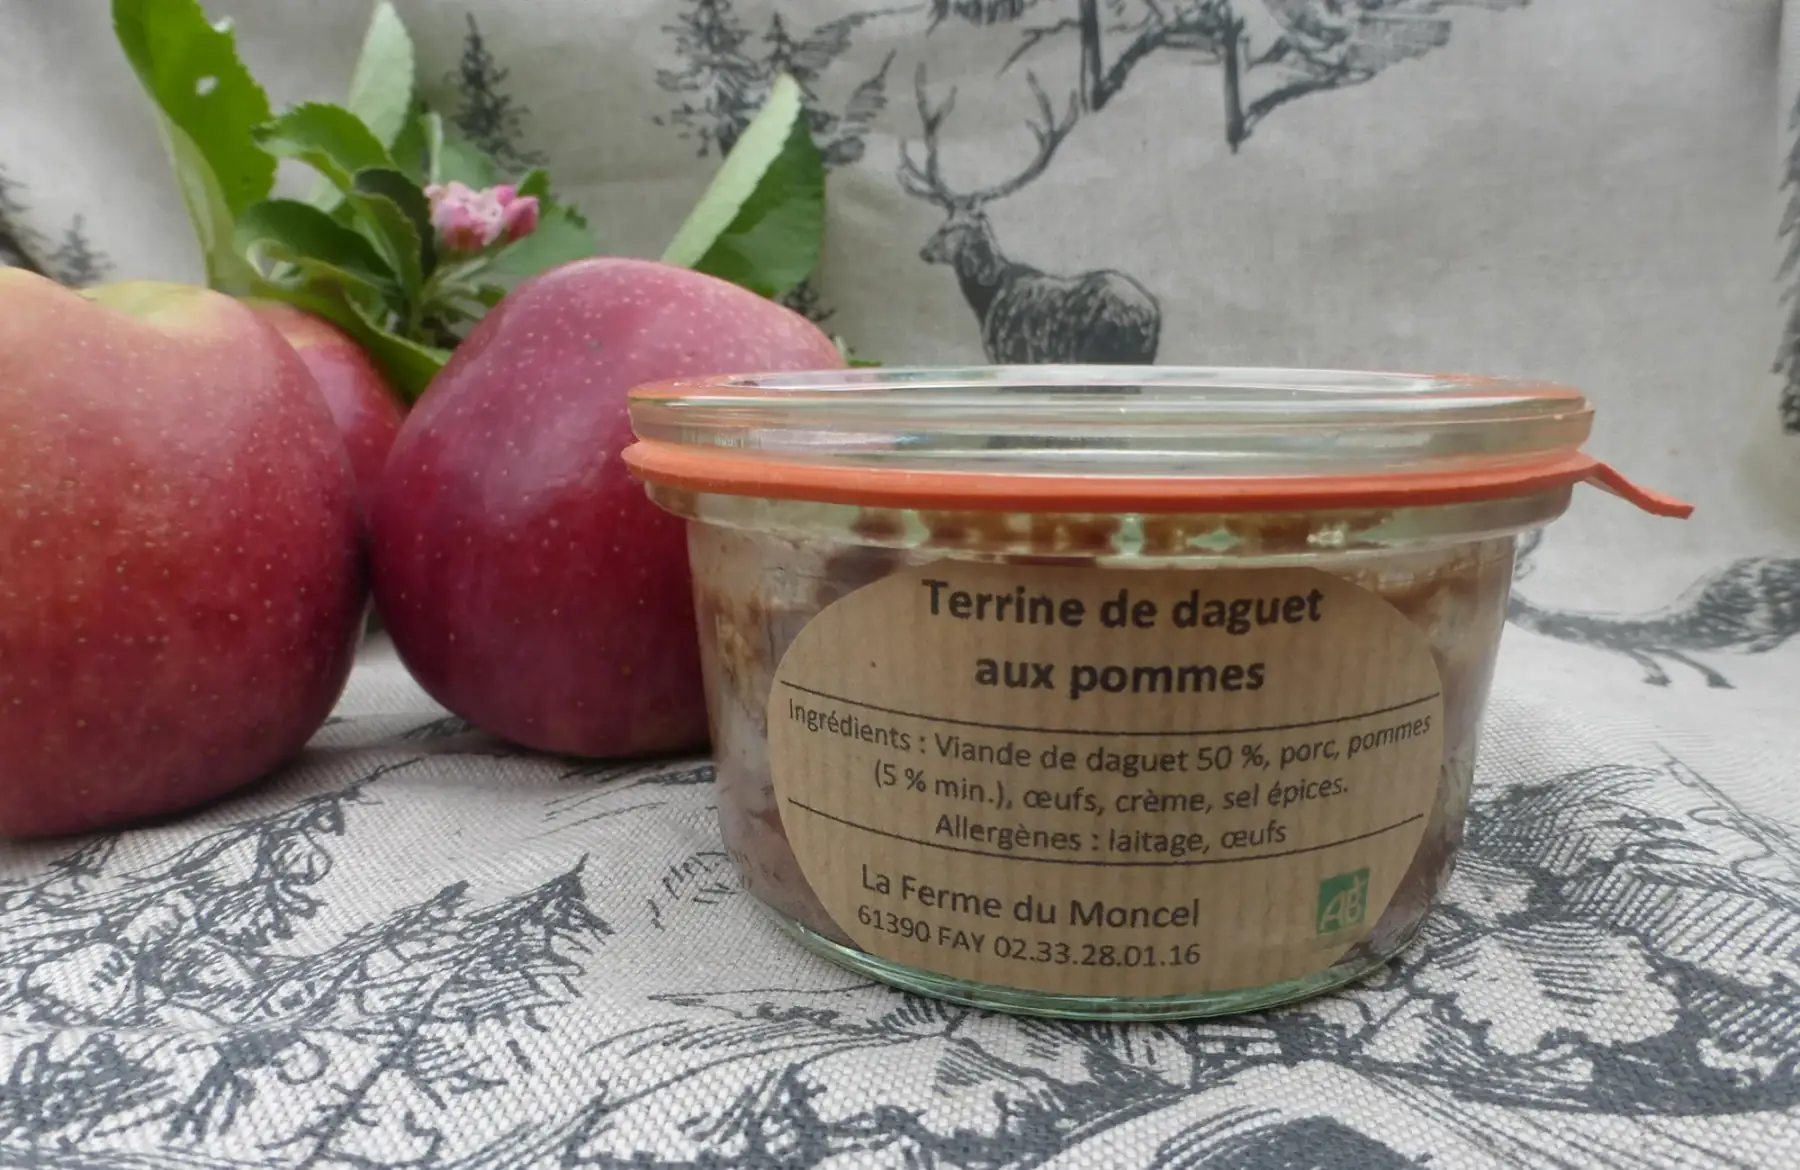 Terrine de daguet
aux pommes
Ingrédients : Viande de daguet 50 %, porc, pommes
(5 % min.), œufs, crème, sel épices.
Allergènes : laitage, œufs
La Ferme du Moncel
61390 FAY 02.33.28.01.16
AB